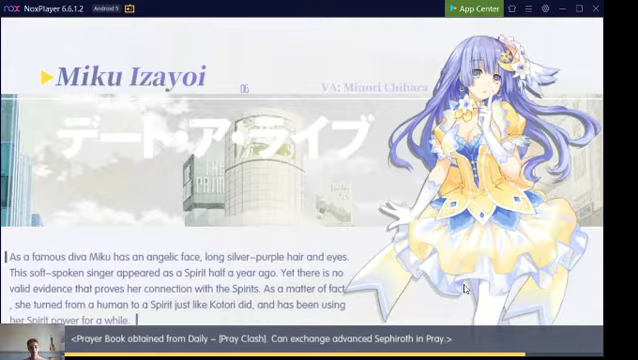 NoxPlayer 6.6.1.2
Android 5
App Center
Miku Izayoi
06
VA: Minori Chihara
デート・ア・ライブ
As a famous diva Miku has an angelic face, long silver-purple hair and eyes.
This soft-spoken singer appeared as a Spirit half a year ago. Yet there is no
valid evidence that proves her connection with the Spirits. As a matter of fact
, she turned from a human to a Spirit just like Kotori did, and has been using
her Spirit power for a while.
<Prayer Book obtained from Daily - [Pray Clash]. Can exchange advanced Sephiroth in Pray.>